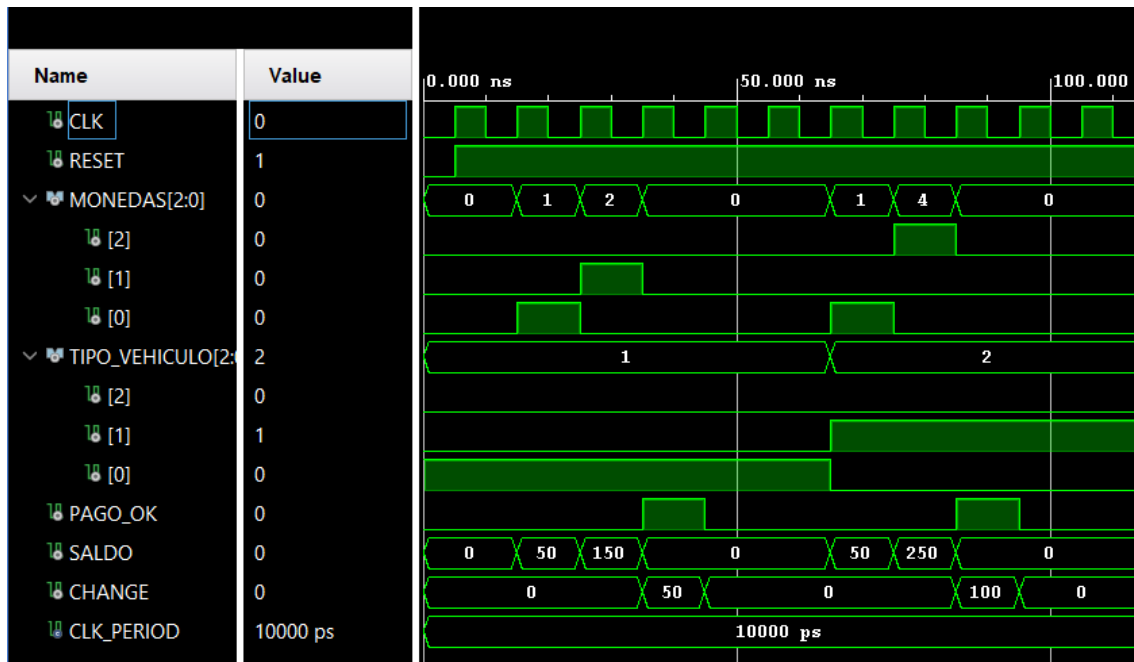 Name Value 0.000 ns 50.000 ns 100.000
CLK 0
RESET 1
MONEDAS[2:0] 0 0 1 2 0 1 4 0
[2] 0
[1] 0
[0] 0
TIPO_VEHICULO[2:0 2 1 2
[2] 0
[1] 1
[0] 0
PAGO_OK 0
SALDO 0 0 50 150 0 50 250 0
CHANGE 0 0 50 0 100 0
CLK_PERIOD 10000 ps 10000 ps